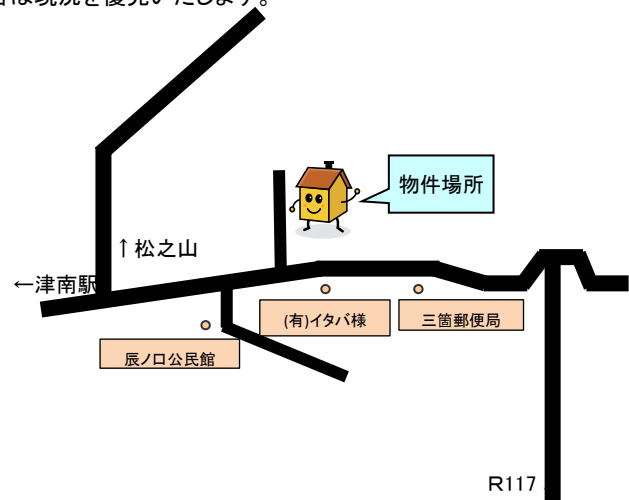 は現況を優先いたします。
物件場所
↑松之山
←津南駅
(有)イタバ様
三箇郵便局
辰ノ口公民館
R117